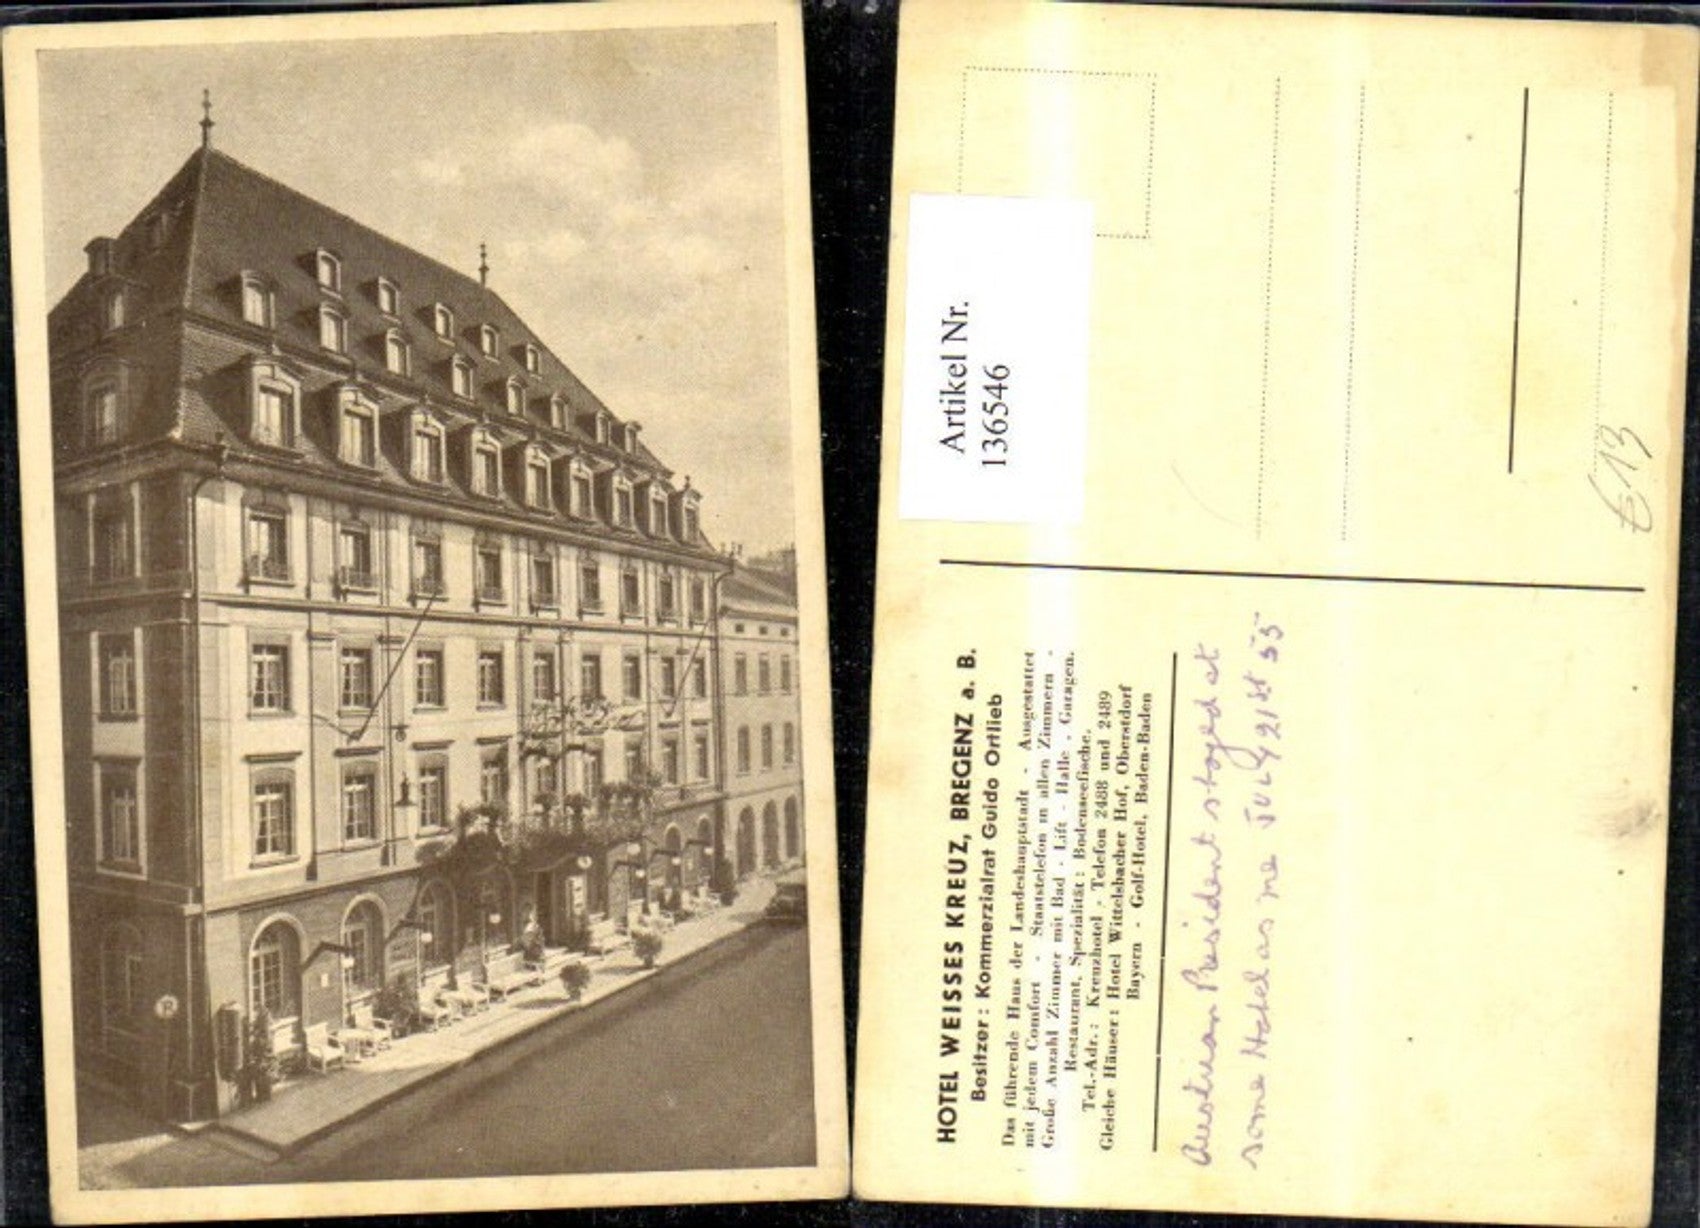 Artikel Nr.
136546
€13
HOTEL WEISSES KREUZ, BREGENZ a. B.
Besitzer: Kommerzialrat Guido Ortlieb
Das führende Haus der Landeshauptstadt - Ausgestattet
mit jedem Comfort - Staatstelefon in allen Zimmern -
Große Anzahl Zimmer mit Bad - Lift - Halle - Garagen.
Restaurant, Spezialität: Bodenseefische.
Tel.-Adr.: Kreuzhotel - Telefon 2488 und 2489
Gleiche Häuser: Hotel Wittelsbacher Hof, Oberstdorf
Bayern - Golf-Hotel, Baden-Baden
Austrian President stayed at
same Hotel as me JULY 21st 55